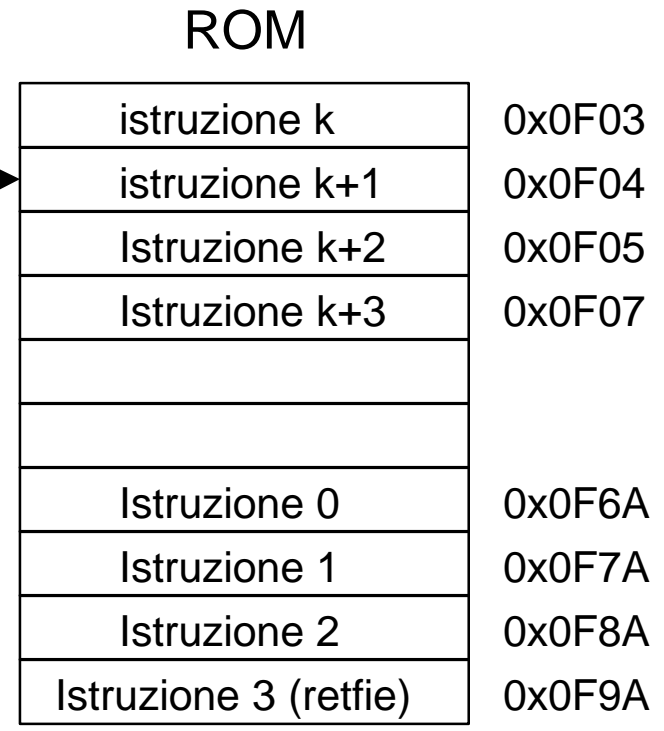 ROM
istruzione k 0x0F03
istruzione k+1 0x0F04
Istruzione k+2 0x0F05
Istruzione k+3 0x0F07
Istruzione 0 0x0F6A
Istruzione 1 0x0F7A
Istruzione 2 0x0F8A
Istruzione 3 (retfie) 0x0F9A